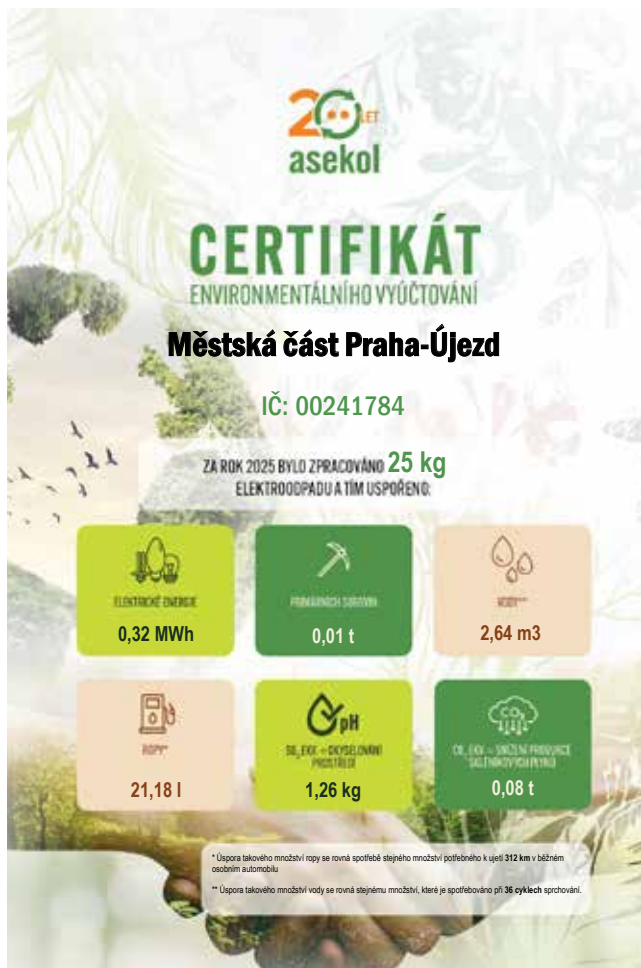 20 LET
asekol
CERTIFIKÁT
ENVIRONMENTÁLNÍHO VYÚČTOVÁNÍ
Městská část Praha-Újezd
IČ: 00241784
ZA ROK 2025 BYLO ZPRACOVÁNO 25 kg
ELEKTROODPADU A TÍM USPOŘENO:
ELEKTRICKÉ ENERGIE
0,32 MWh
PRIMÁRNÍCH SUROVIN
0,01 t
VODY**
2,64 m3
ROPY*
21,18 l
pH
SO₂ EKV. – OKYSELOVÁNÍ
PROSTŘEDÍ
1,26 kg
CO₂
CO₂ EKV. – SNÍŽENÍ PRODUKCE
SKLENÍKOVÝCH PLYNŮ
0,08 t
* Úspora takového množství ropy se rovná spotřebě stejného množství potřebného k ujetí 312 km v běžném
osobním automobilu
** Úspora takového množství vody se rovná stejnému množství, které je spotřebováno při 36 cyklech sprchování.